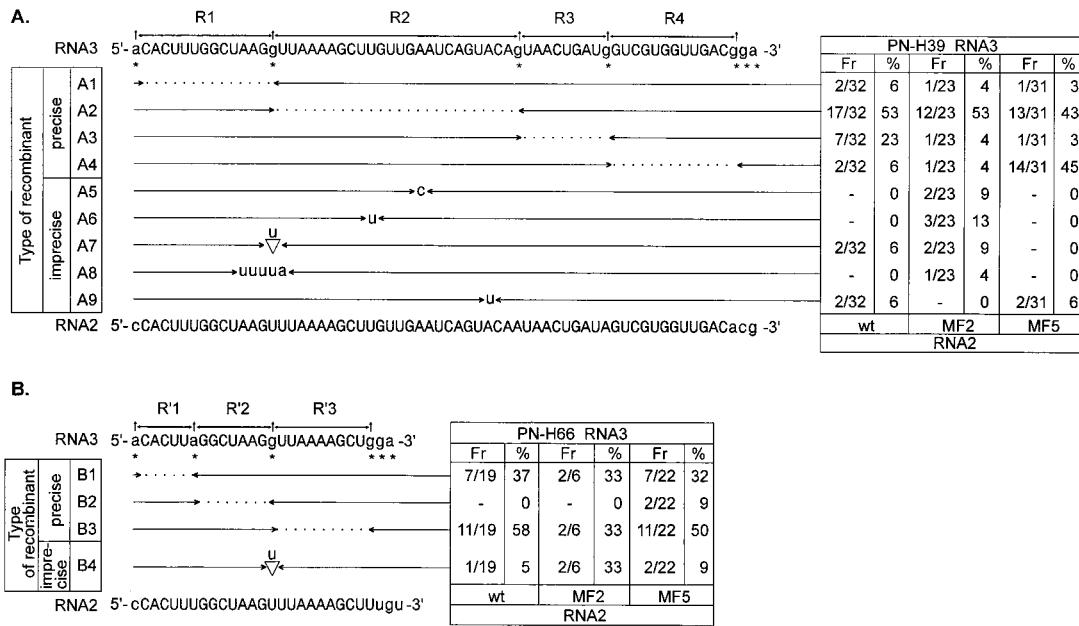 A.
R1 R2 R3 R4
RNA3 5'- aCACUUUGGCUAAGgUUAAAAGCUUGUUGAAUCAGUACAgUAACUGAUgGUCGUGGUUGACgga -3'
* * * * * * *
PN-H39 RNA3
Fr % Fr % Fr %
Type of recombinant
precise
A1 2/32 6 1/23 4 1/31 3
A2 17/32 53 12/23 53 13/31 43
A3 7/32 23 1/23 4 1/31 3
A4 2/32 6 1/23 4 14/31 45
imprecise
A5 c - 0 2/23 9 - 0
A6 u - 0 3/23 13 - 0
A7 u 2/32 6 2/23 9 - 0
A8 uuuua - 0 1/23 4 - 0
A9 u 2/32 6 - 0 2/31 6
RNA2 5'- cCACUUUGGCUAAGUUUAAAAGCUUGUUGAAUCAGUACAAUAACUGAUAGUCGUGGUUGACacg -3'
wt MF2 MF5
RNA2
B.
R'1 R'2 R'3
RNA3 5'- aCACUUaGGCUAAGgUUAAAAGCUgga -3'
* * * * * *
PN-H66 RNA3
Fr % Fr % Fr %
Type of recombinant
precise
B1 7/19 37 2/6 33 7/22 32
B2 - 0 - 0 2/22 9
B3 11/19 58 2/6 33 11/22 50
impre-
cise
B4 u 1/19 5 2/6 33 2/22 9
RNA2 5'- cCACUUUGGCUAAGUUUAAAAGCUUugu -3'
wt MF2 MF5
RNA2